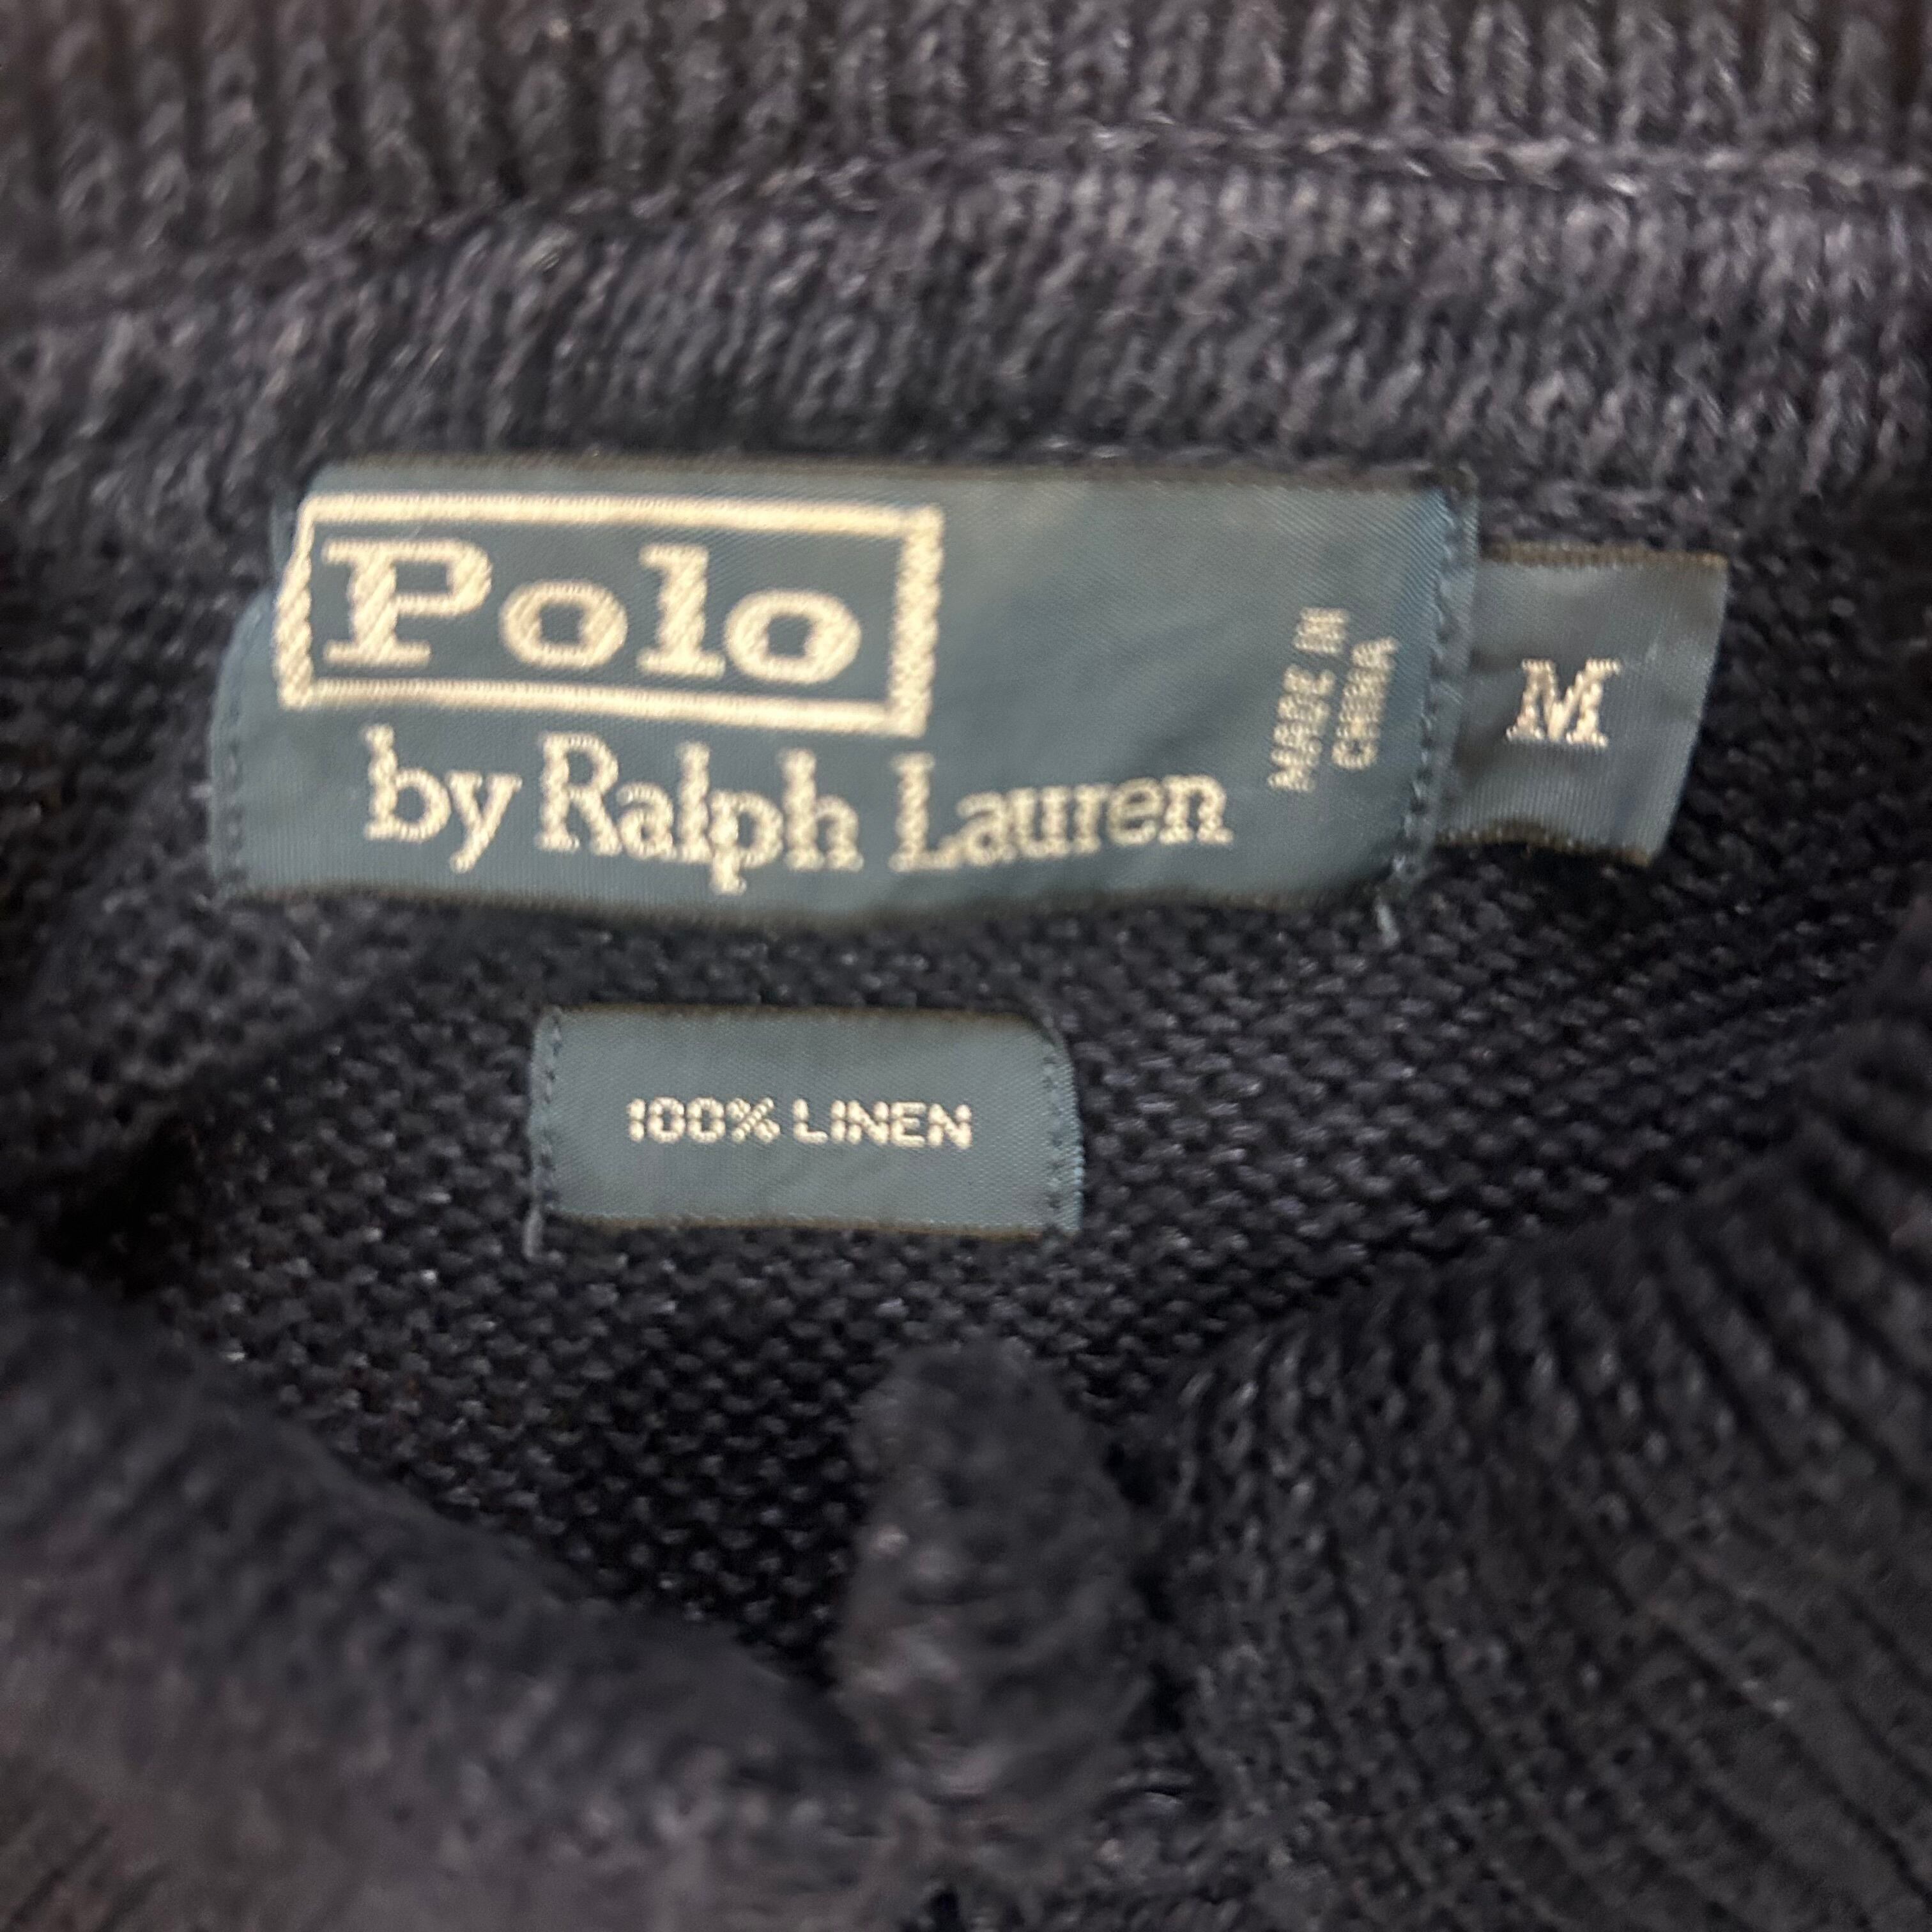 Polo
by Ralph Lauren
MADE IN
CHINA
M
100% LINEN